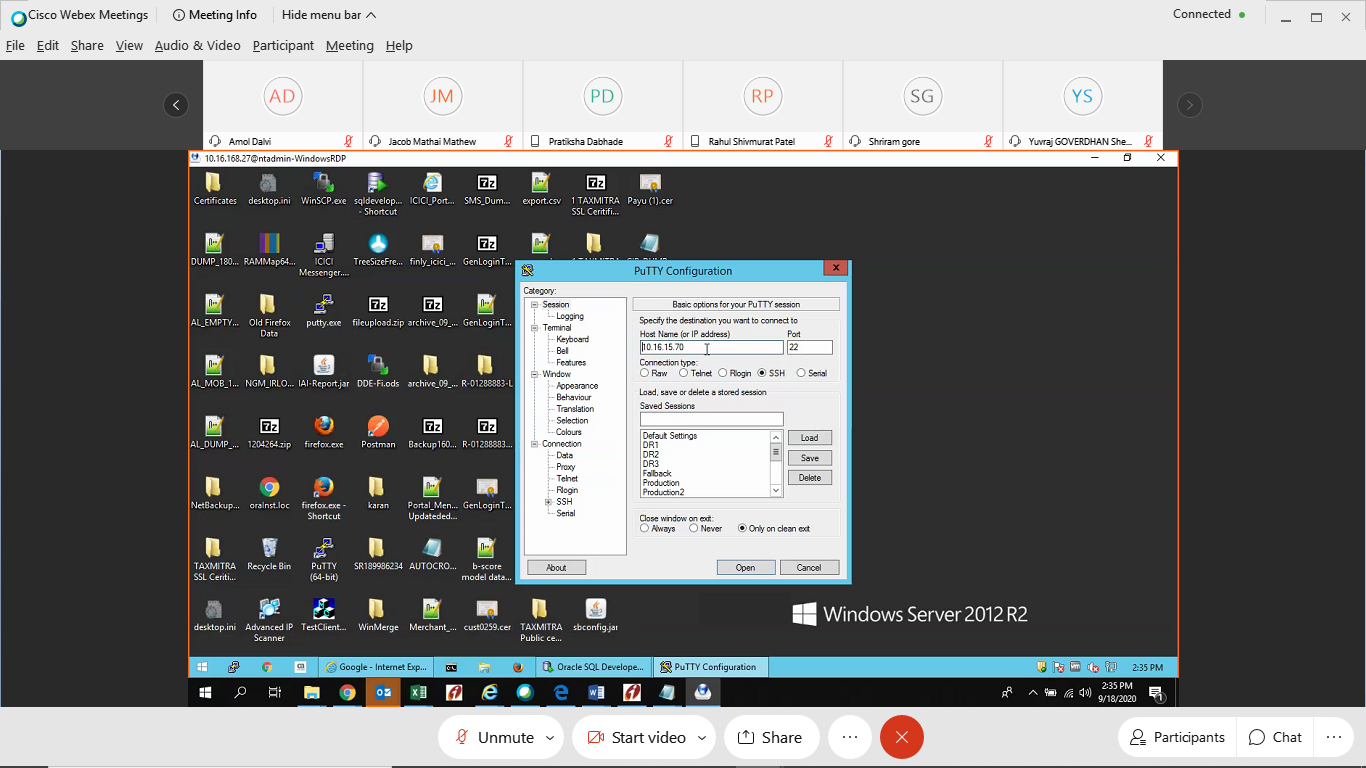 Cisco Webex Meetings
Meeting Info
Hide menu bar
Connected
File Edit Share View Audio & Video Participant Meeting Help
AD JM PD RP SG YS
Amol Dalvi
Jacob Mathai Mathew
Pratiksha Dabhade
Rahul Shivmurat Patel
Shriram gore
Yuvraj GOVERDHAN She...
10.16.168.27@ntadmin-WindowsRDP
Certificates
desktop.ini
WinSCP.exe
sqldevelop...
- Shortcut
ICICI_Port...
SMS_Dum...
export.csv
1 TAXMITRA
SSL Ceritifi...
Payu (1).cer
DUMP_180...
RAMMap64...
ICICI
Messenger....
TreeSizeFre...
finly_icici_...
GenLoginT...
AL_EMPTY...
Old Firefox
Data
putty.exe
fileupload.zip
archive_09_...
GenLoginT...
AL_MOB_1...
NGM_IRLO...
IAI-Report.jar
DDE-Fi.ods
archive_09_...
R-01288883-L
AL_DUMP_...
1204264.zip
firefox.exe
Postman
Backup160...
R-01288883...
NetBackup...
oraInst.loc
firefox.exe -
Shortcut
karan
Portal_Men...
Updateded...
GenLoginT...
TAXMITRA
SSL Ceriti...
Recycle Bin
PuTTY
(64-bit)
SR189986234
AUTOCRO...
b-score
model data...
desktop.ini
Advanced IP
Scanner
TestClient...
WinMerge
Merchant_...
cust0259.cer
TAXMITRA
Public ce...
sbconfig.jar
PuTTY Configuration
Category:
Session
Logging
Terminal
Keyboard
Bell
Features
Window
Appearance
Behaviour
Translation
Selection
Colours
Connection
Data
Proxy
Telnet
Rlogin
SSH
Serial
Basic options for your PuTTY session
Specify the destination you want to connect to
Host Name (or IP address) Port
10.16.15.70 22
Connection type:
Raw Telnet Rlogin SSH Serial
Load, save or delete a stored session
Saved Sessions
Default Settings
DR1
DR2
DR3
Fallback
Production
Production2
Load
Save
Delete
Close window on exit:
Always Never Only on clean exit
About Open Cancel
Windows Server 2012 R2
Google - Internet Exp...
Oracle SQL Develope...
PuTTY Configuration
2:35 PM
2:35 PM
9/18/2020
1
Unmute
Start video
Share
Participants
Chat